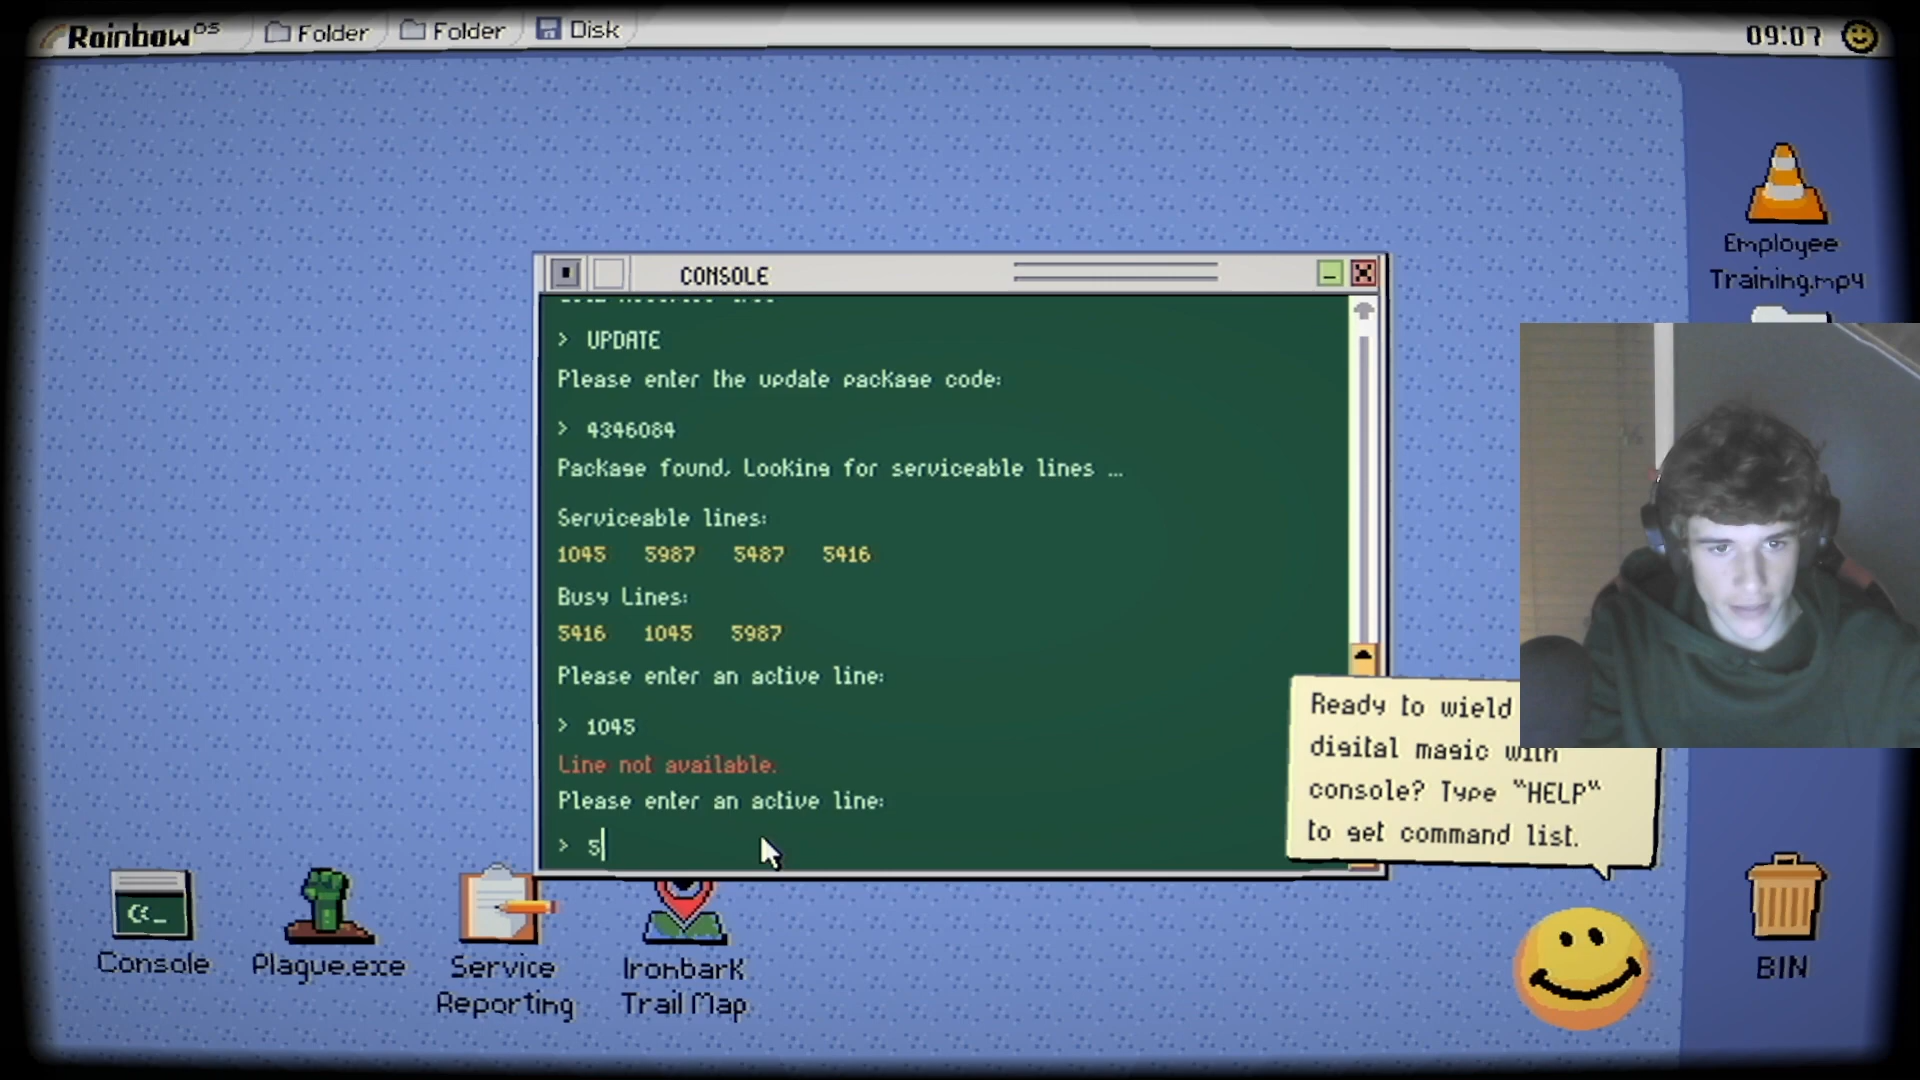 Rainbow OS
Folder
Folder
Disk
09:07
CONSOLE
> UPDATE
Please enter the update package code:
> 4346084
Package found, Looking for serviceable lines ...
Serviceable lines:
1045 5987 5487 5416
Busy Lines:
5416 1045 5987
Please enter an active line:
> 1045
Line not available.
Please enter an active line:
> 5
Employee
Training.mp4
Ready to wield
digital magic with
console? Type "HELP"
to get command list.
Console
Plague.exe
Service
Reporting
Ironbark
Trail Map
BIN